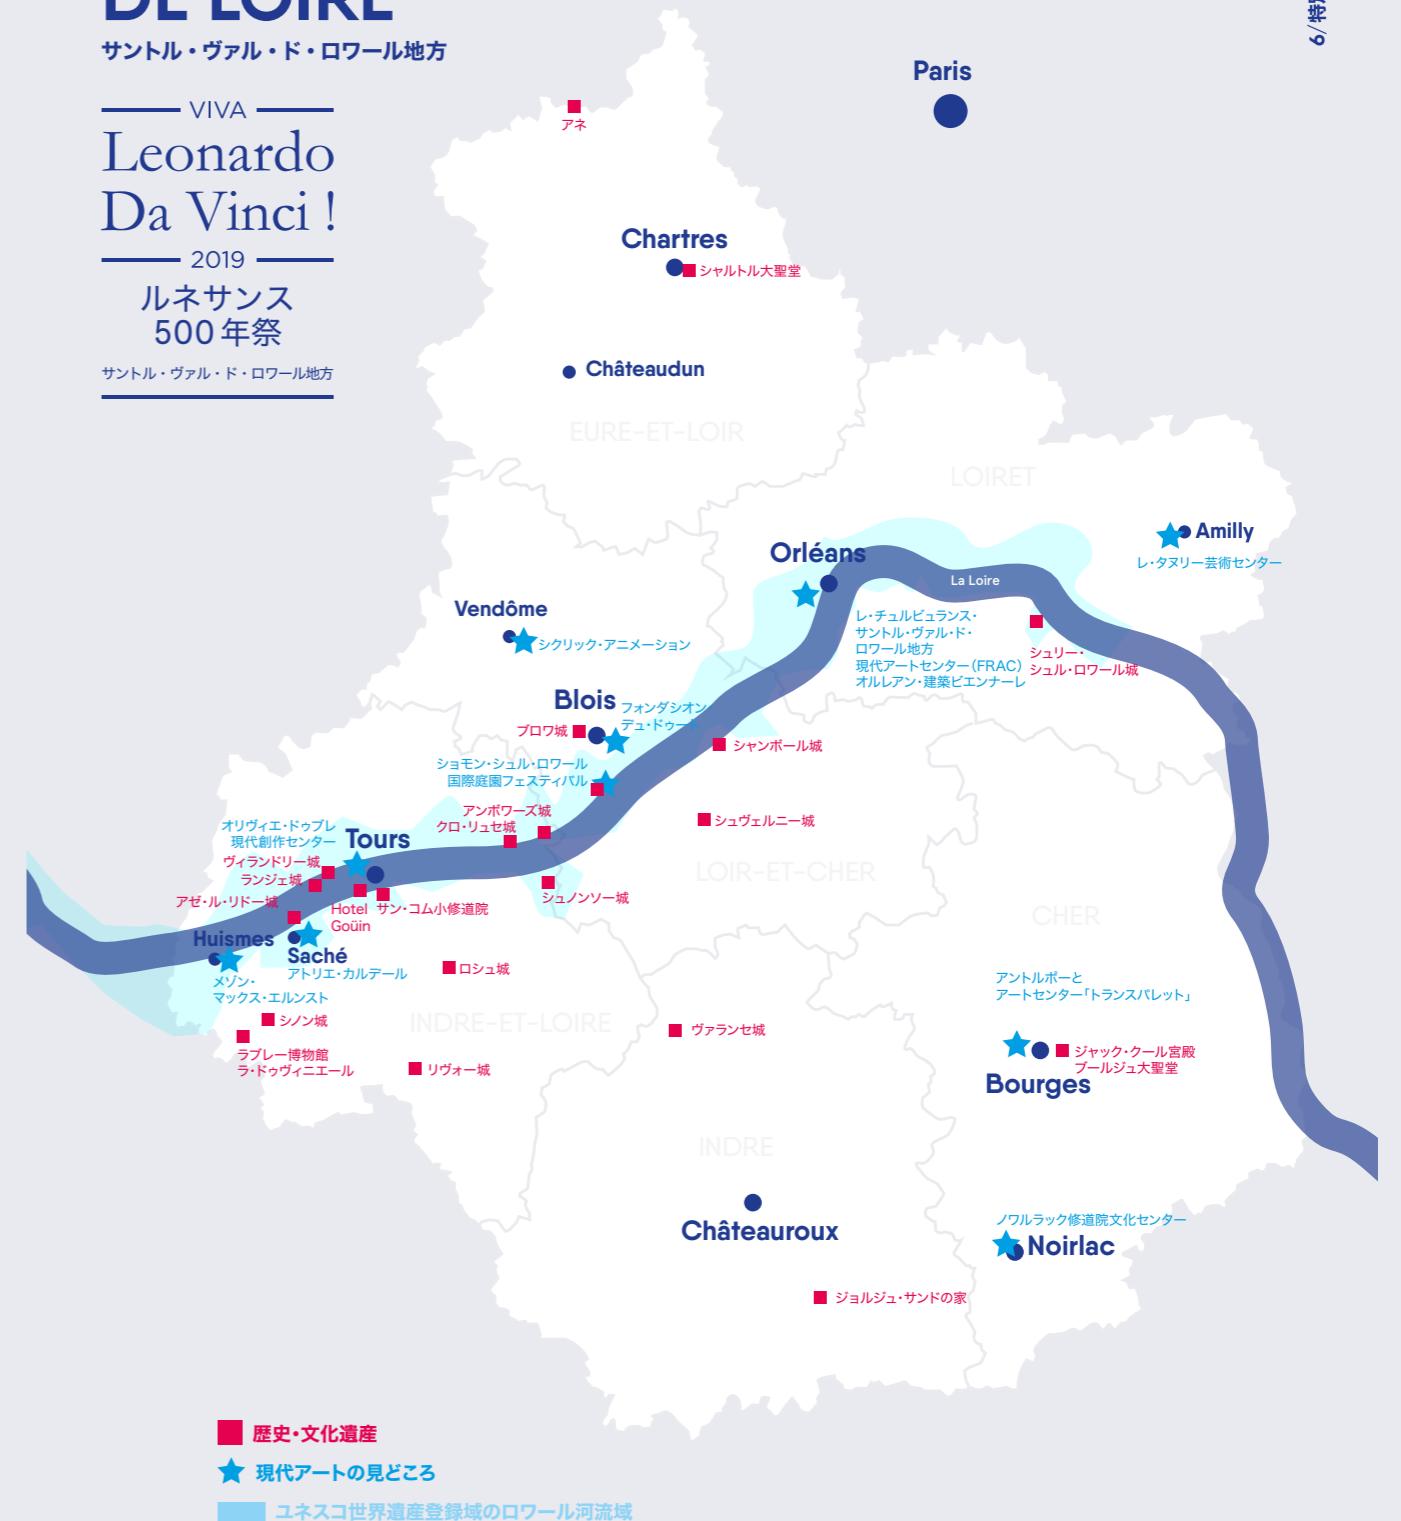 DE LOIRE
サントル・ヴァル・ド・ロワール地方
VIVA
Leonardo
Da Vinci !
2019
ルネサンス
500年祭
サントル・ヴァル・ド・ロワール地方
6/特別
Paris
アネ
Chartres
シャルトル大聖堂
Châteaudun
EURE-ET-LOIR
LOIRET
Amilly
レ・タヌリー芸術センター
Orléans
La Loire
レ・チュルビュランス・
サントル・ヴァル・ド・
ロワール地方
現代アートセンター（FRAC）
オルレアン・建築ビエンナーレ
シュリー・
シュル・ロワール城
Vendôme
シクリック・アニメーション
Blois
フォンダシオン
デュ・ドゥート
ブロワ城
シャンボール城
ショモン・シュル・ロワール
国際庭園フェスティバル
アンボワーズ城
クロ・リュセ城
シュヴェルニー城
オリヴィエ・ドゥブレ
現代創作センター
Tours
ヴィランドリー城
ランジェ城
アゼ・ル・リドー城
Hotel
Goüin
サン・コム小修道院
シュノンソー城
LOIR-ET-CHER
CHER
Huismes
メゾン・
マックス・エルンスト
Saché
アトリエ・カルデール
ロシュ城
シノン城
ラブレー博物館
ラ・ドゥヴィニエール
INDRE-ET-LOIRE
リヴォー城
ヴァランセ城
アントルポーと
アートセンター「トランスパレット」
ジャック・クール宮殿
ブールジュ大聖堂
Bourges
INDRE
Châteauroux
ノワルラック修道院文化センター
Noirlac
ジョルジュ・サンドの家
歴史・文化遺産
現代アートの見どころ
ユネスコ世界遺産登録域のロワール河流域